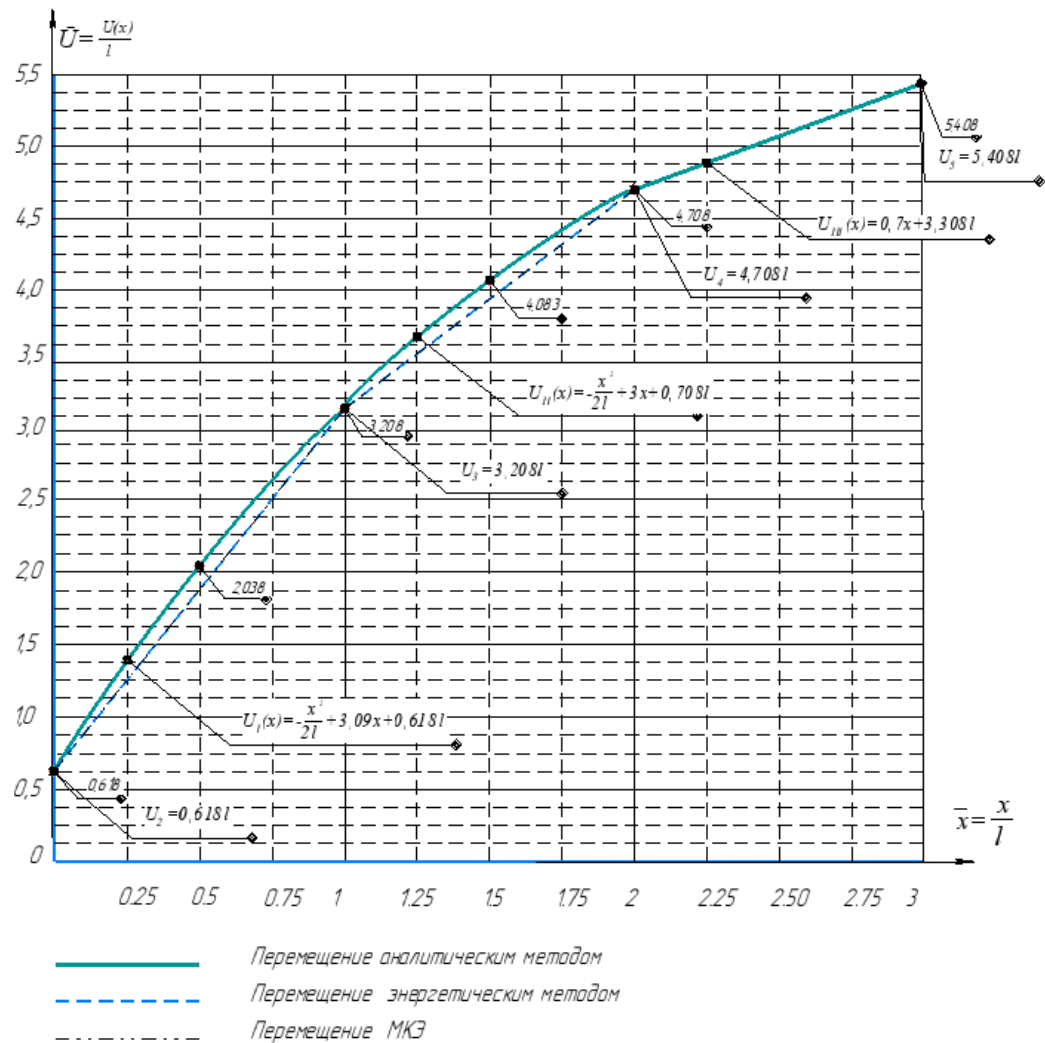 Ū = U(x)/l
5,5
5,0
4,5
4,0
3,5
3,0
2,5
2,0
1,5
1,0
0,5
0
5.408
U₅ = 5,408l
U₁₁₁(x) = 0,7x+3,308l
4,708
U₄ = 4,708l
4,083
U₁₁(x) = -x²/2l + 3x + 0,708l
3,208
U₃ = 3,208l
2,038
U₁(x) = -x²/2l + 3,09x + 0,618l
0,618
U₂ = 0,618l
x̄ = x/l
0.25 0.5 0.75 1 1.25 1.5 1.75 2 2.25 2.75 3
Перемещение аналитическим методом
Перемещение энергетическим методом
Перемещение МКЭ